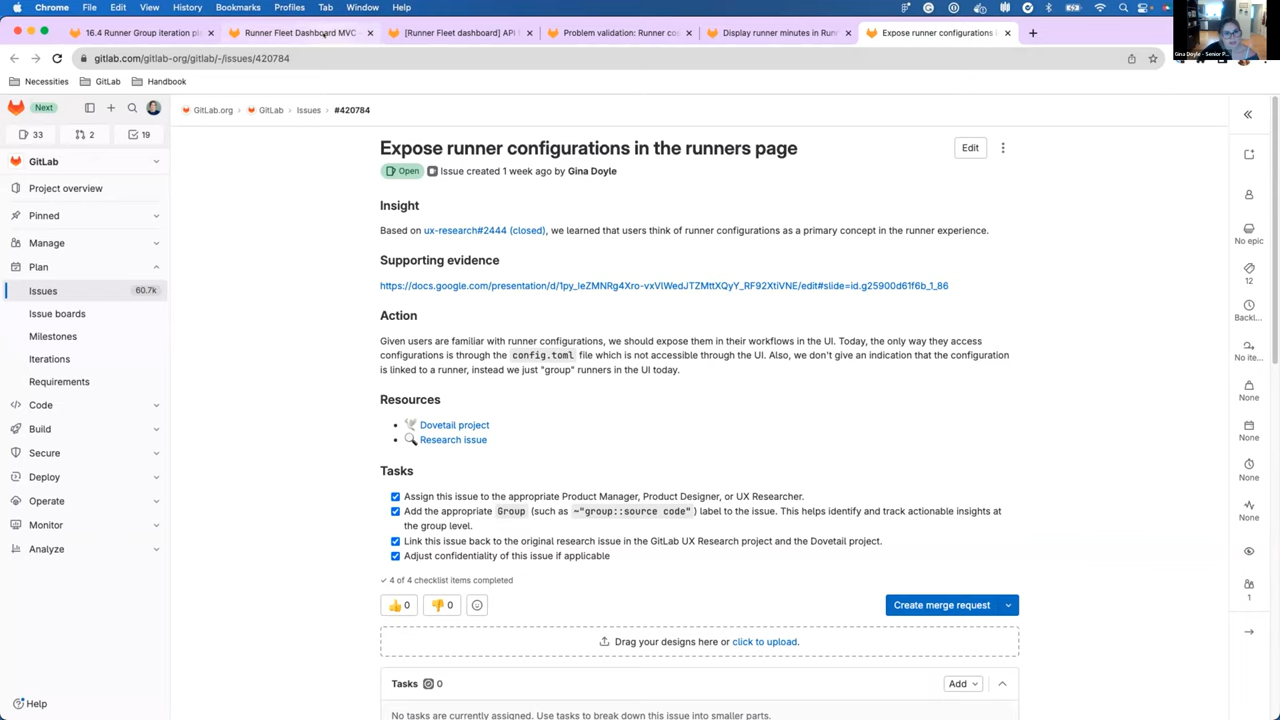 Chrome File Edit View History Bookmarks Profiles Tab Window Help
16.4 Runner Group iteration pl
Runner Fleet Dashboard MVC -
[Runner Fleet dashboard] API
Problem validation: Runner cos
Display runner minutes in Run
Expose runner configurations i
gitlab.com/gitlab-org/gitlab/-/issues/420784
Necessities GitLab Handbook
Gina Doyle - Senior P...
Next
33 2 19
GitLab
Project overview
Pinned
Manage
Plan
Issues 60.7k
Issue boards
Milestones
Iterations
Requirements
Code
Build
Secure
Deploy
Operate
Monitor
Analyze
Help
GitLab.org › GitLab › Issues › #420784
Expose runner configurations in the runners page
Edit
Open Issue created 1 week ago by Gina Doyle
Insight
Based on ux-research#2444 (closed), we learned that users think of runner configurations as a primary concept in the runner experience.
Supporting evidence
Action
Given users are familiar with runner configurations, we should expose them in their workflows in the UI. Today, the only way they access
configurations is through the config.toml file which is not accessible through the UI. Also, we don't give an indication that the configuration
is linked to a runner, instead we just "group" runners in the UI today.
Resources
Dovetail project
Research issue
Tasks
Assign this issue to the appropriate Product Manager, Product Designer, or UX Researcher.
Add the appropriate Group (such as ~"group::source code") label to the issue. This helps identify and track actionable insights at
the group level.
Link this issue back to the original research issue in the GitLab UX Research project and the Dovetail project.
Adjust confidentiality of this issue if applicable
✓ 4 of 4 checklist items completed
👍 0 👎 0
Create merge request
Drag your designs here or click to upload.
Tasks 0
Add
No tasks are currently assigned. Use tasks to break down this issue into smaller parts.
No epic
12
Backl...
No ite...
None
None
None
None
1